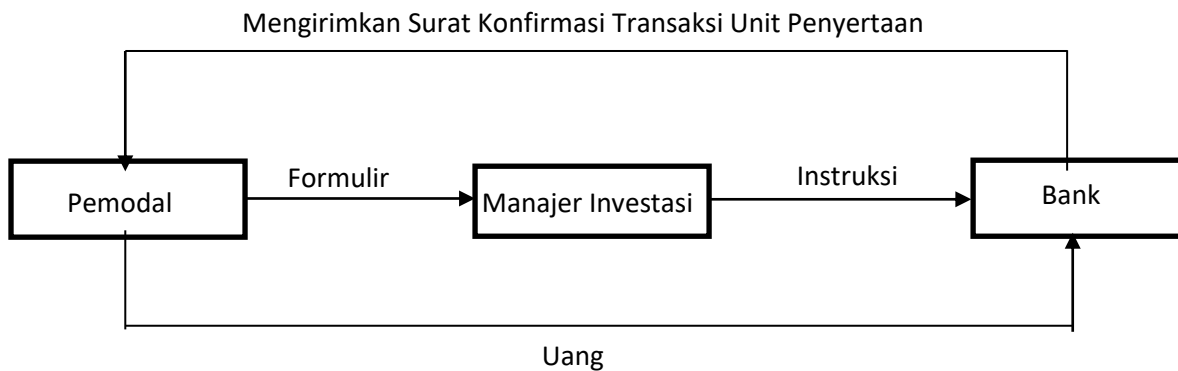 Mengirimkan Surat Konfirmasi Transaksi Unit Penyertaan
Formulir
Instruksi
Pemodal
Manajer Investasi
Bank
Uang